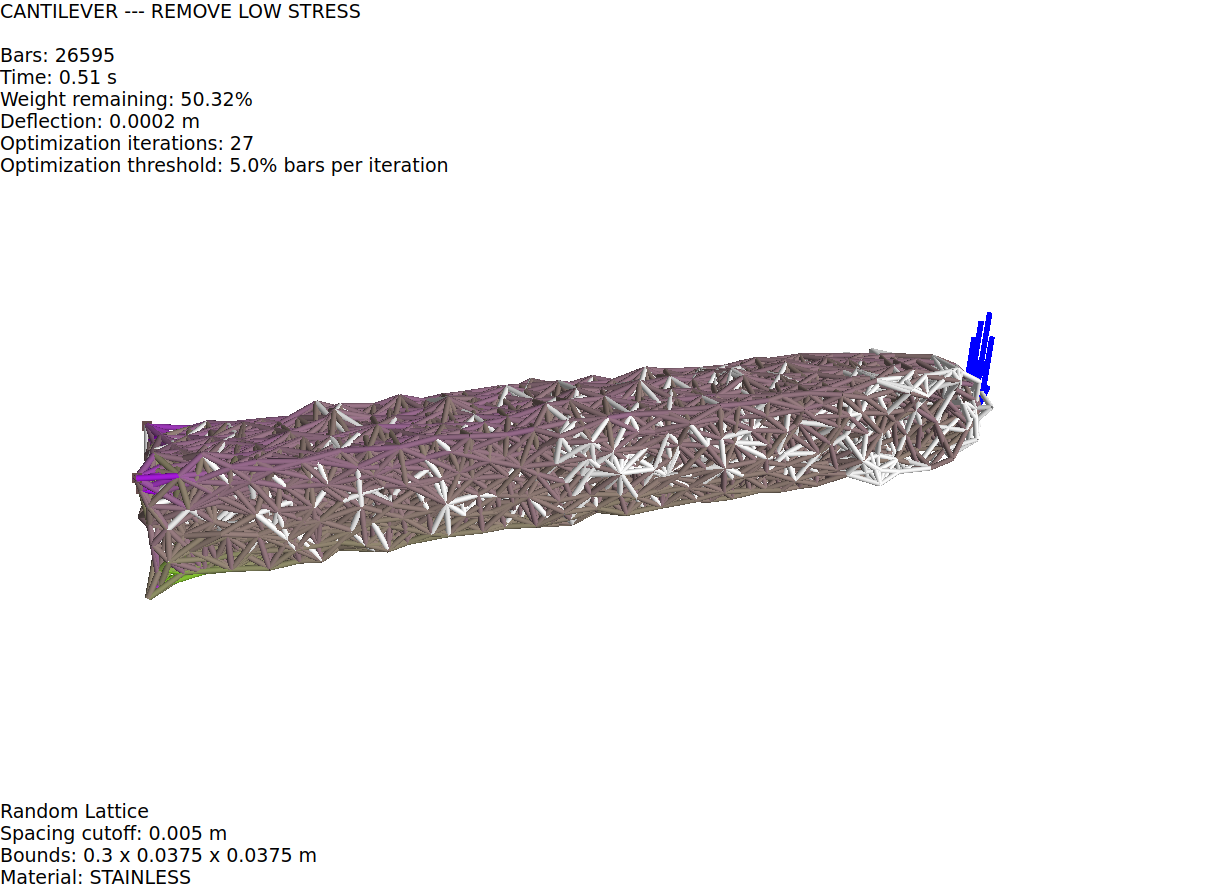 CANTILEVER --- REMOVE LOW STRESS
Bars: 26595
Time: 0.51 s
Weight remaining: 50.32%
Deflection: 0.0002 m
Optimization iterations: 27
Optimization threshold: 5.0% bars per iteration
Random Lattice
Spacing cutoff: 0.005 m
Bounds: 0.3 x 0.0375 x 0.0375 m
Material: STAINLESS